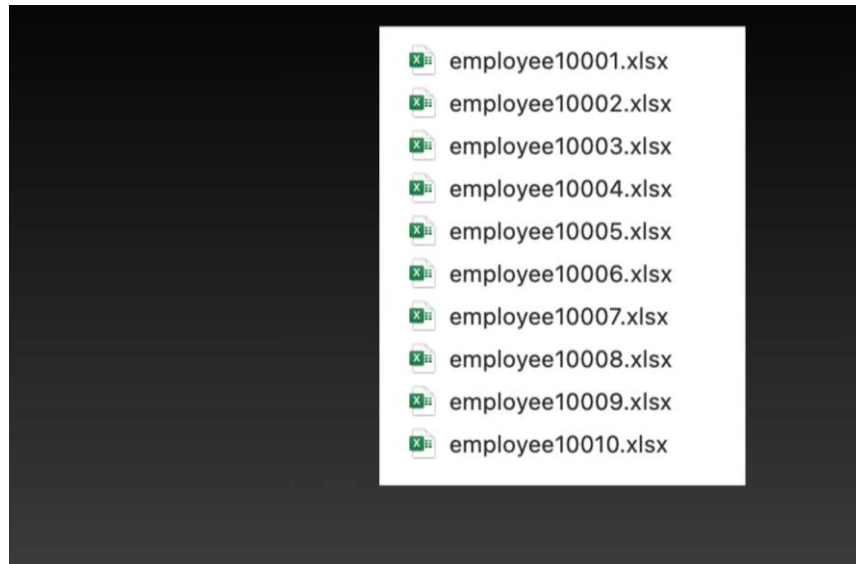 employee10001.xlsx
employee10002.xlsx
employee10003.xlsx
employee10004.xlsx
employee10005.xlsx
employee10006.xlsx
employee10007.xlsx
employee10008.xlsx
employee10009.xlsx
employee10010.xlsx